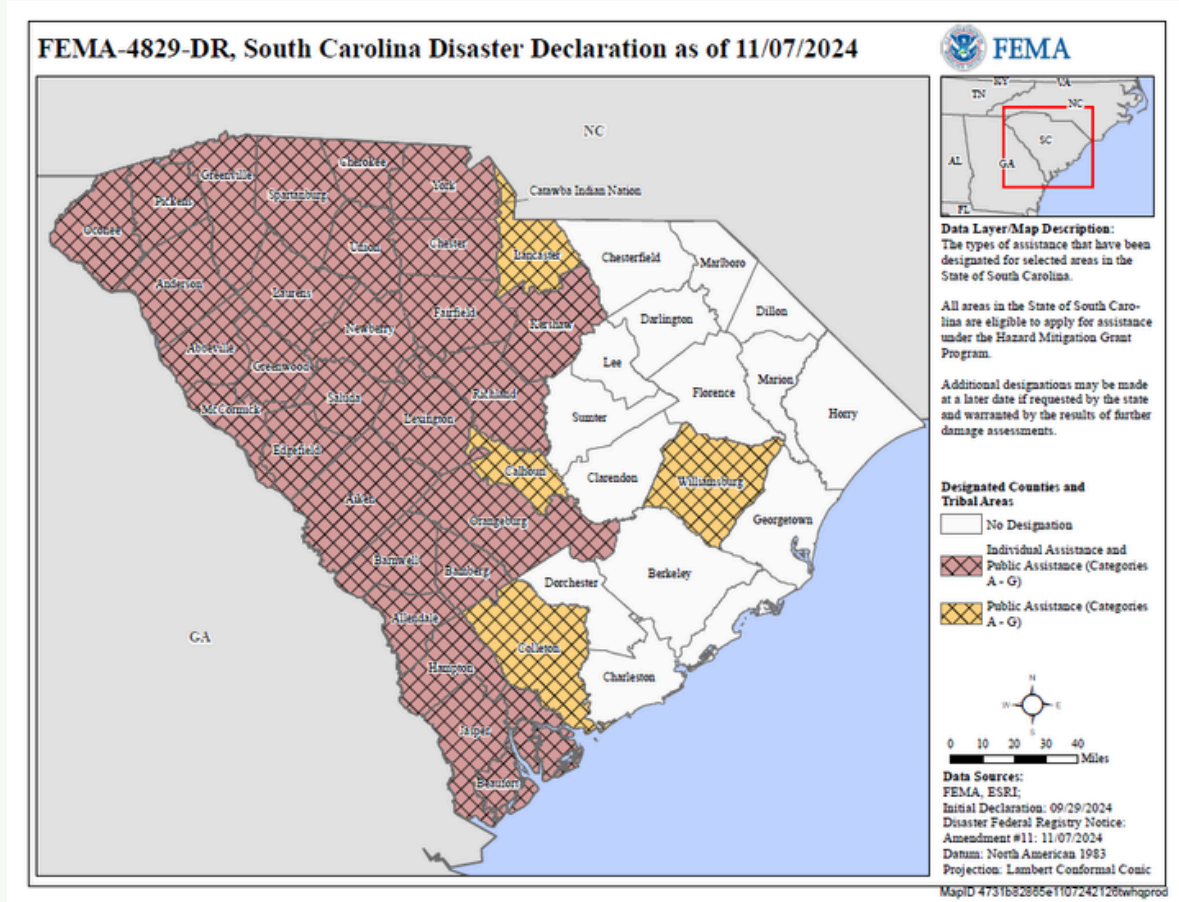 FEMA-4829-DR, South Carolina Disaster Declaration as of 11/07/2024
FEMA
KY
VA
TN
NC
SC
AL
GA
FL
NC
Cherokee
Greenville
York
Spartanburg
Pickens
Catawba Indian Nation
Oconee
Union
Chester
Lancaster
Chesterfield
Marlboro
Anderson
Laurens
Fairfield
Dillon
Darlington
Kershaw
Newberry
Abbeville
Lee
Greenwood
Marion
Florence
Richland
Saluda
McCormick
Lexington
Sumter
Horry
Edgefield
Calhoun
Clarendon
Williamsburg
Aiken
Orangeburg
Georgetown
Barnwell
Bamberg
Dorchester
Berkeley
Allendale
GA
Colleton
Hampton
Charleston
Jasper
Beaufort
Data Layer/Map Description:
The types of assistance that have been
designated for selected areas in the
State of South Carolina.
All areas in the State of South Caro-
lina are eligible to apply for assistance
under the Hazard Mitigation Grant
Program.
Additional designations may be made
at a later date if requested by the state
and warranted by the results of further
damage assessments.
Designated Counties and
Tribal Areas
No Designation
Individual Assistance and
Public Assistance (Categories
A - G)
Public Assistance (Categories
A - G)
N
W
E
S
0 10 20 30 40
Miles
Data Sources:
FEMA, ESRI;
Initial Declaration: 09/29/2024
Disaster Federal Registry Notice:
Amendment #11: 11/07/2024
Datum: North American 1983
Projection: Lambert Conformal Conic
MapID 4731b82865e1107242126twhqprod